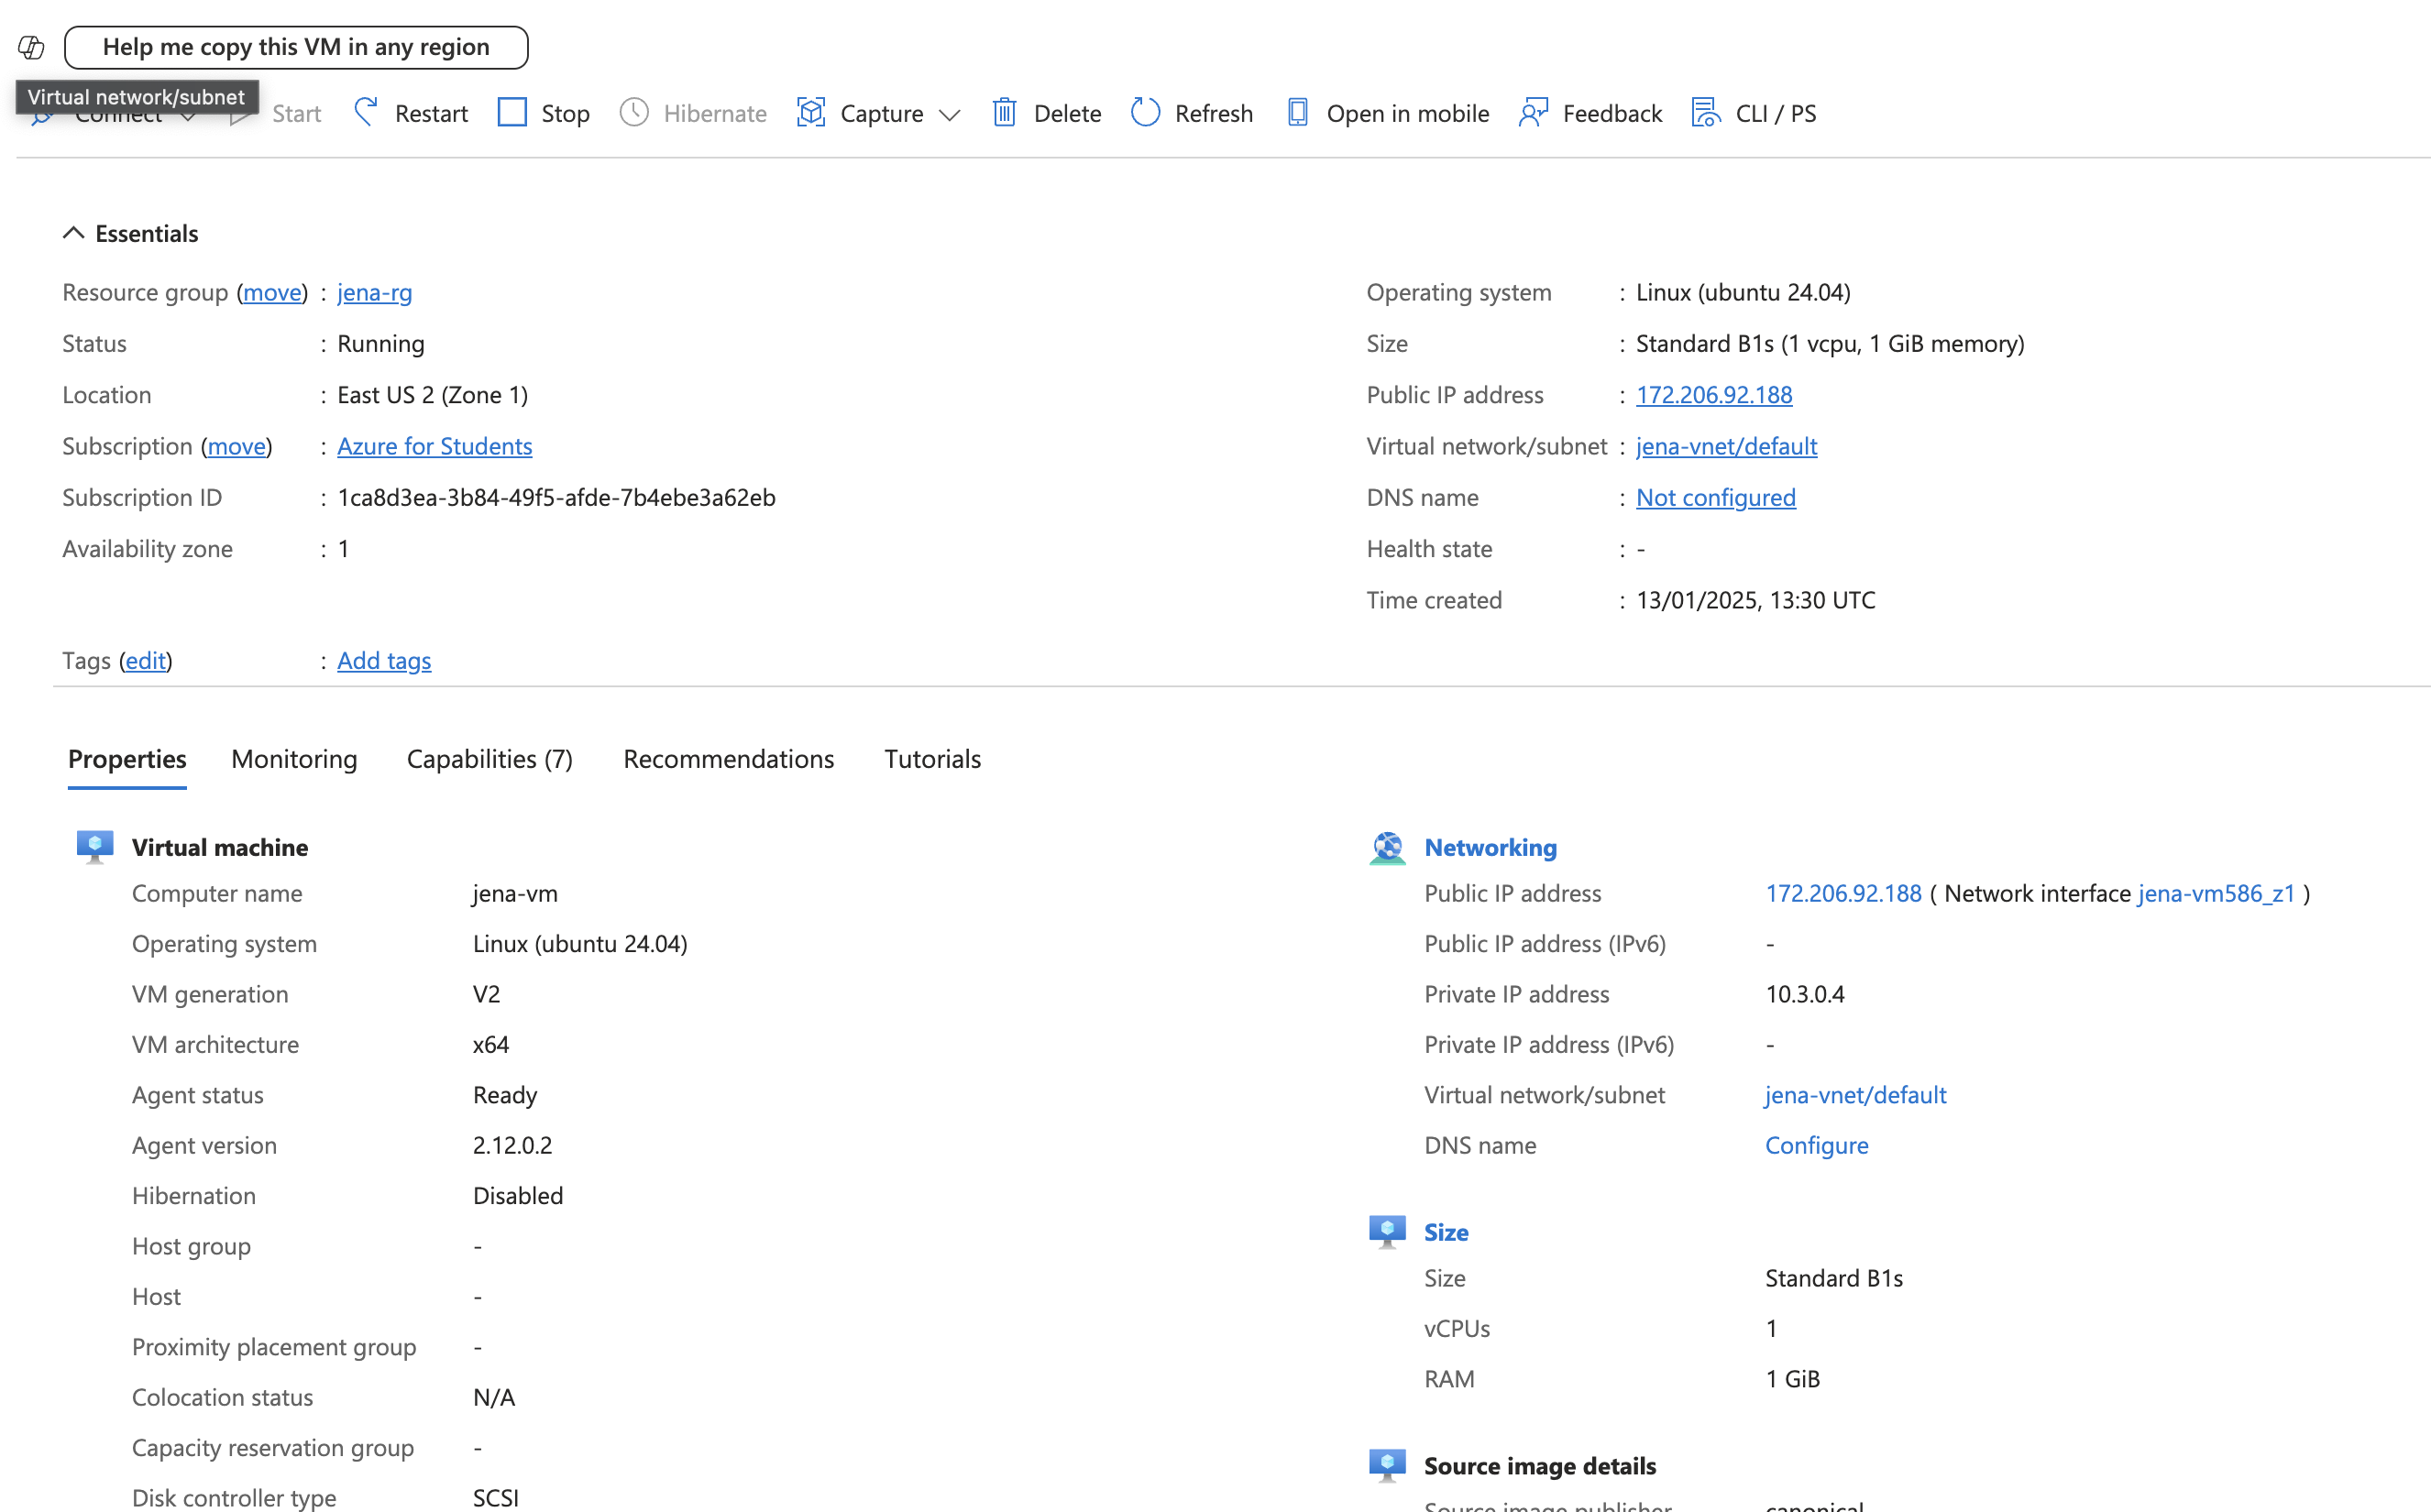 Help me copy this VM in any region
Virtual network/subnet
Connect Start Restart Stop Hibernate Capture Delete Refresh Open in mobile Feedback CLI / PS
Essentials
Resource group (move) : jena-rg
Status : Running
Location : East US 2 (Zone 1)
Subscription (move) : Azure for Students
Subscription ID : 1ca8d3ea-3b84-49f5-afde-7b4ebe3a62eb
Availability zone : 1
Operating system : Linux (ubuntu 24.04)
Size : Standard B1s (1 vcpu, 1 GiB memory)
Public IP address : 172.206.92.188
Virtual network/subnet : jena-vnet/default
DNS name : Not configured
Health state : -
Time created : 13/01/2025, 13:30 UTC
Tags (edit) : Add tags
Properties Monitoring Capabilities (7) Recommendations Tutorials
Virtual machine
Computer name jena-vm
Operating system Linux (ubuntu 24.04)
VM generation V2
VM architecture x64
Agent status Ready
Agent version 2.12.0.2
Hibernation Disabled
Host group -
Host -
Proximity placement group -
Colocation status N/A
Capacity reservation group -
Disk controller type SCSI
Networking
Public IP address 172.206.92.188 ( Network interface jena-vm586_z1 )
Public IP address (IPv6) -
Private IP address 10.3.0.4
Private IP address (IPv6) -
Virtual network/subnet jena-vnet/default
DNS name Configure
Size
Size Standard B1s
vCPUs 1
RAM 1 GiB
Source image details
Source image publisher canonical